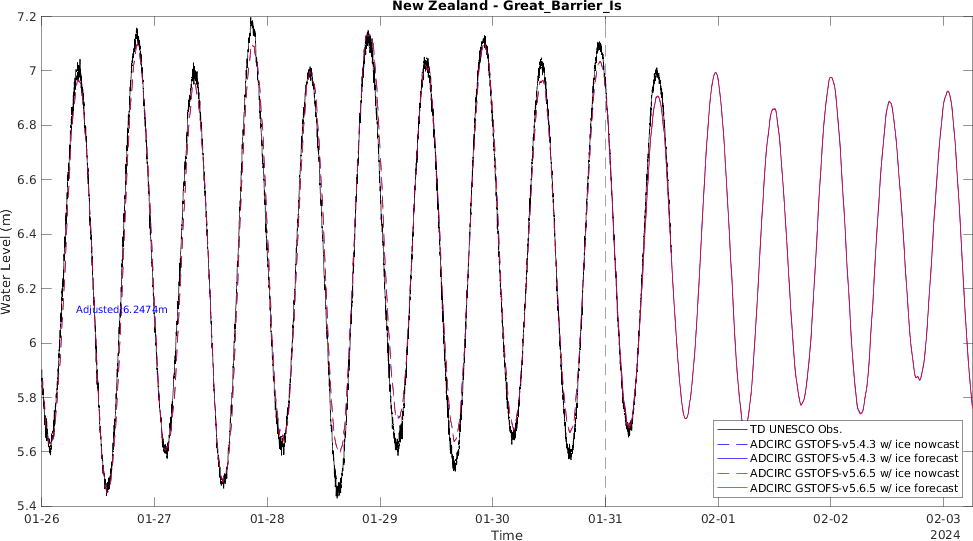 New Zealand - Great_Barrier_Is
7.2
7
6.8
6.6
6.4
6.2
6
5.8
5.6
5.4
Water Level (m)
Adjusted:6.2474m
TD UNESCO Obs.
ADCIRC GSTOFS-v5.4.3 w/ ice nowcast
ADCIRC GSTOFS-v5.4.3 w/ ice forecast
ADCIRC GSTOFS-v5.6.5 w/ ice nowcast
ADCIRC GSTOFS-v5.6.5 w/ ice forecast
01-26 01-27 01-28 01-29 01-30 01-31 02-01 02-02 02-03
Time
2024